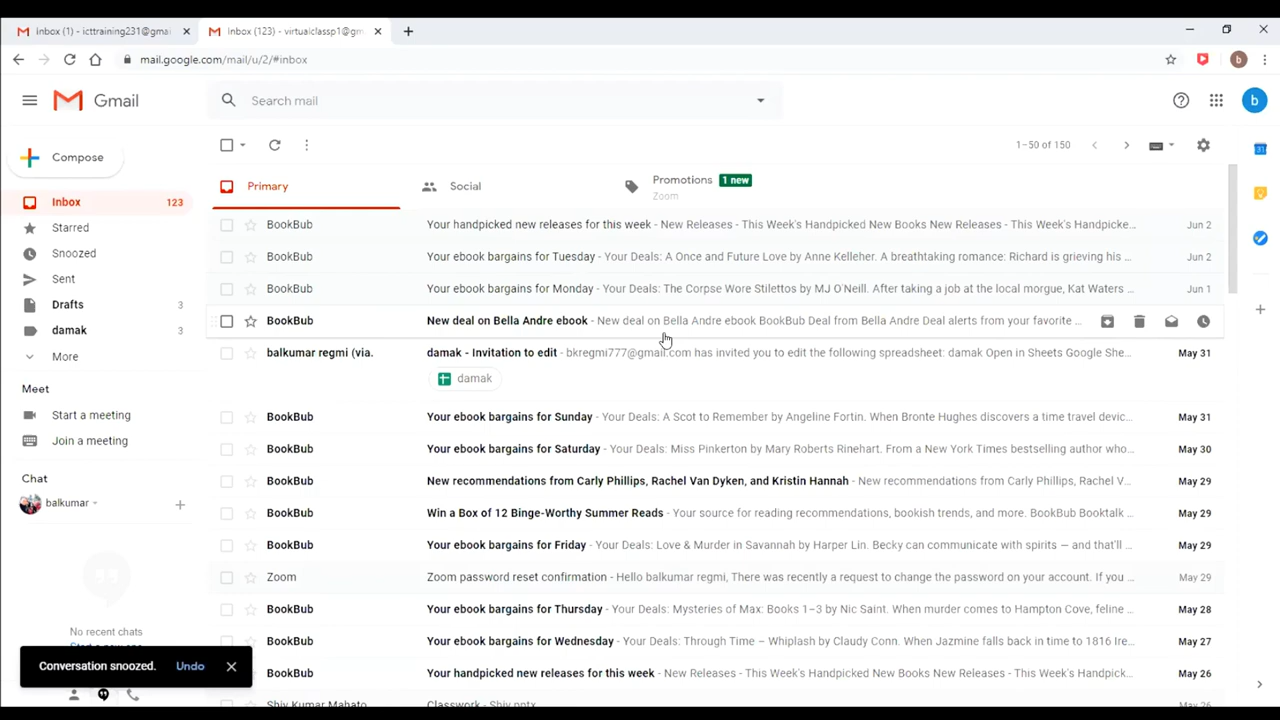 Inbox (1) - icttraining231@gmai
Inbox (123) - virtualclassp1@gm
mail.google.com/mail/u/2/#inbox
b
Gmail
Search mail
b
Compose
1–50 of 150
Inbox 123
Starred
Snoozed
Sent
Drafts 3
damak 3
More
Meet
Start a meeting
Join a meeting
Chat
balkumar
No recent chats
Conversation snoozed. Undo
Primary
Social
Promotions 1 new
Zoom
BookBub Your handpicked new releases for this week - New Releases - This Week's Handpicked New Books New Releases - This Week's Handpicke... Jun 2
BookBub Your ebook bargains for Tuesday - Your Deals: A Once and Future Love by Anne Kelleher. A breathtaking romance: Richard is grieving his ... Jun 2
BookBub Your ebook bargains for Monday - Your Deals: The Corpse Wore Stilettos by MJ O'Neill. After taking a job at the local morgue, Kat Waters ... Jun 1
BookBub New deal on Bella Andre ebook - New deal on Bella Andre ebook BookBub Deal from Bella Andre Deal alerts from your favorite ...
balkumar regmi (via. damak - Invitation to edit - bkregmi777@gmail.com has invited you to edit the following spreadsheet: damak Open in Sheets Google She... May 31
damak
BookBub Your ebook bargains for Sunday - Your Deals: A Scot to Remember by Angeline Fortin. When Bronte Hughes discovers a time travel devic... May 31
BookBub Your ebook bargains for Saturday - Your Deals: Miss Pinkerton by Mary Roberts Rinehart. From a New York Times bestselling author who... May 30
BookBub New recommendations from Carly Phillips, Rachel Van Dyken, and Kristin Hannah - New recommendations from Carly Phillips, Rachel V... May 29
BookBub Win a Box of 12 Binge-Worthy Summer Reads - Your source for reading recommendations, bookish trends, and more. BookBub Booktalk ... May 29
BookBub Your ebook bargains for Friday - Your Deals: Love & Murder in Savannah by Harper Lin. Becky can communicate with spirits — and that'll ... May 29
Zoom Zoom password reset confirmation - Hello balkumar regmi, There was recently a request to change the password on your account. If you ... May 29
BookBub Your ebook bargains for Thursday - Your Deals: Mysteries of Max: Books 1–3 by Nic Saint. When murder comes to Hampton Cove, feline ... May 28
BookBub Your ebook bargains for Wednesday - Your Deals: Through Time – Whiplash by Claudy Conn. When Jazmine falls back in time to 1816 Ire... May 27
BookBub Your handpicked new releases for this week - New Releases - This Week's Handpicked New Books New Releases - This Week's Handpicke... May 26
Shiv Kumar Mahato Classwork - Shiv.pptx May 26